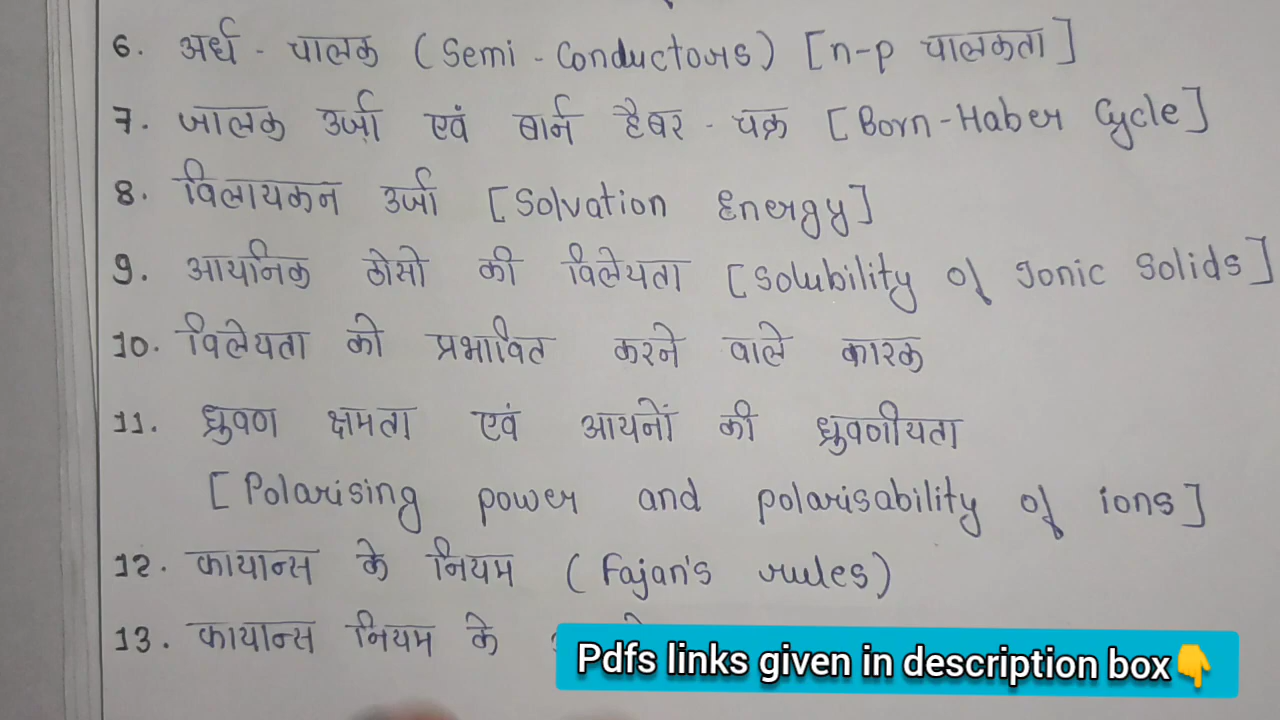 6. अर्ध - चालक (Semi - Conductors) [n-p चालकता]
7. जालक उर्जा एवं बार्न हैबर - चक्र [Born-Haber Cycle]
8. विलायकन उर्जा [Solvation Energy]
9. आयनिक ठोसो की विलेयता [Solubility of Ionic Solids]
10. विलेयता को प्रभावित करने वाले कारक
11. ध्रुवण क्षमता एवं आयनों की ध्रुवणीयता
[Polarising power and polarisability of ions]
12. फायान्स के नियम (Fajan's rules)
13. फायान्स नियम के
Pdfs links given in description box👇